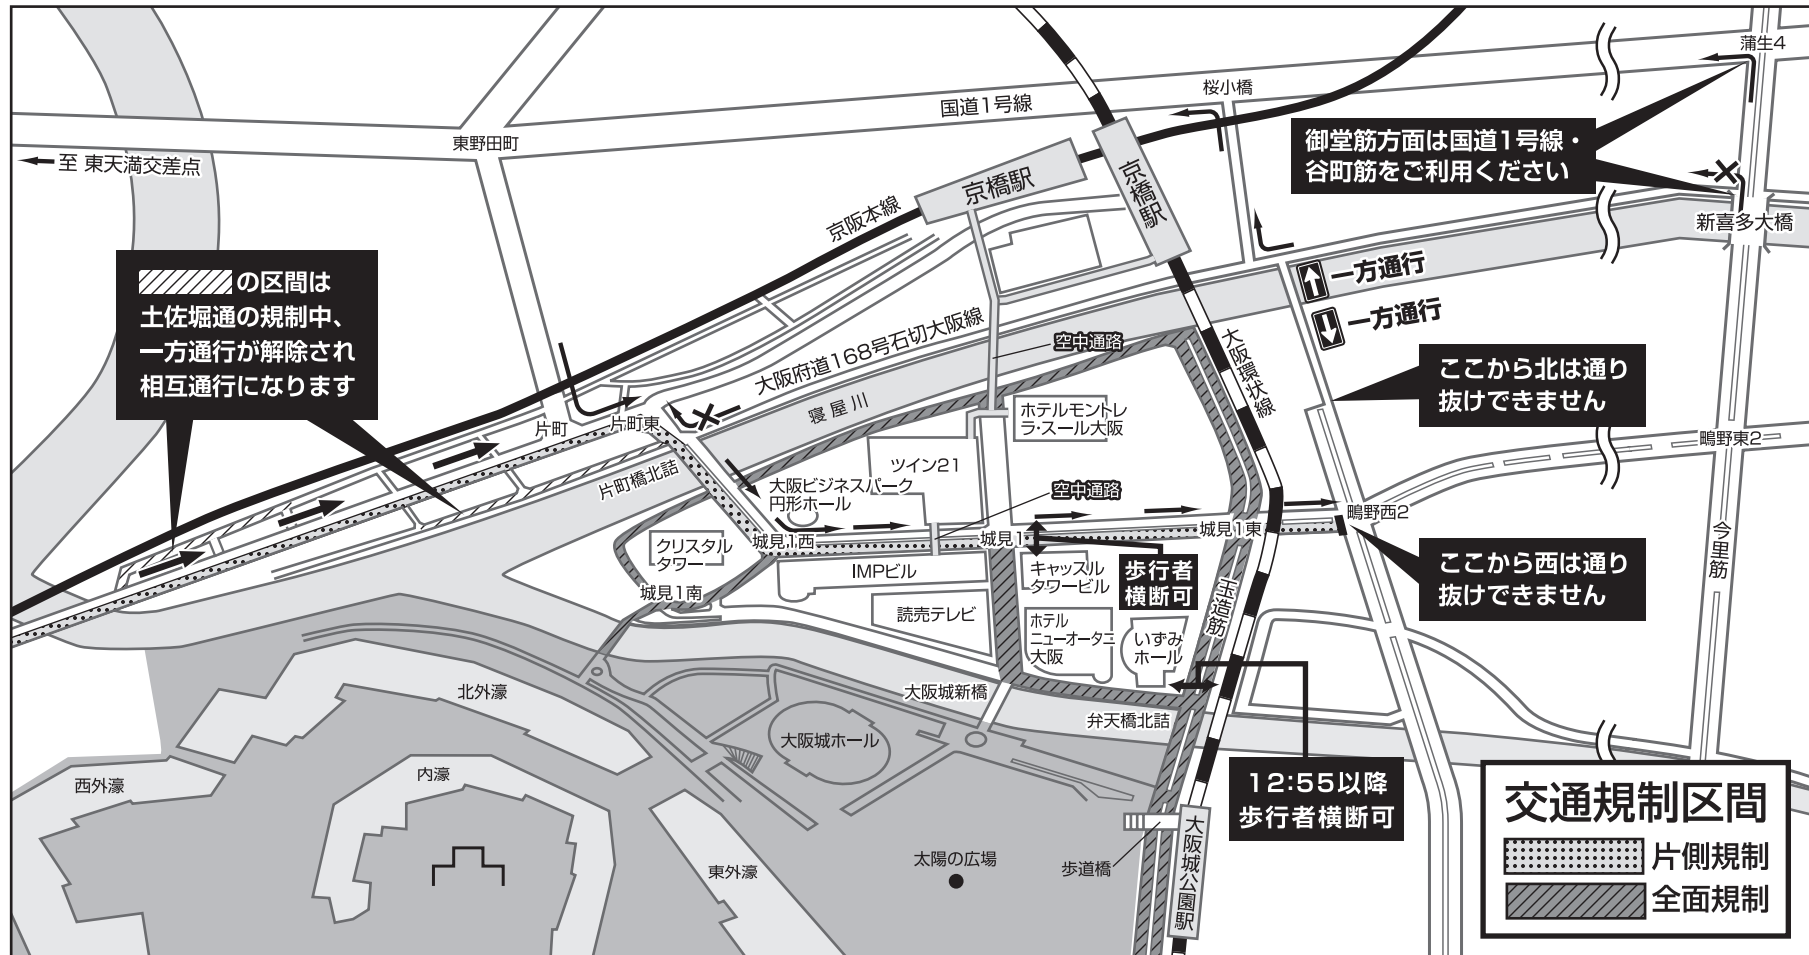 蒲生4
桜小橋
国道1号線
東野田町
至 東天満交差点
御堂筋方面は国道1号線・
谷町筋をご利用ください
京橋駅
京橋駅
京阪本線
新喜多大橋
一方通行
一方通行
の区間は
土佐堀通の規制中、
一方通行が解除され
相互通行になります
大阪府道168号石切大阪線
空中通路
大阪環状線
ここから北は通り
抜けできません
寝屋川
ホテルモントレ
ラ・スール大阪
片町
片町東
鴫野東2
片町橋北詰
ツイン21
大阪ビジネスパーク
円形ホール
空中通路
鴫野西2
城見1西
城見1
城見1東
今里筋
クリスタル
タワー
IMPビル
キャッスル
タワービル
歩行者
横断可
ここから西は通り
抜けできません
城見1南
読売テレビ
ホテル
ニューオータニ
大阪
いずみ
ホール
玉造筋
北外濠
大阪城新橋
弁天橋北詰
大阪城ホール
西外濠
内濠
12:55以降
歩行者横断可
東外濠
太陽の広場
歩道橋
大阪城公園駅
交通規制区間
片側規制
全面規制